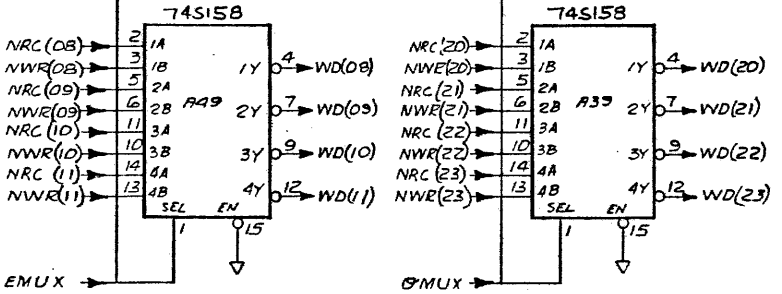 74S158
NRC(08) 2 1A
NWR(08) 3 1B 1Y 4 WD(08)
NRC(09) 5 2A
NWR(09) 6 2B A49 2Y 7 WD(09)
NRC(10) 11 3A
NWR(10) 10 3B 3Y 9 WD(10)
NRC(11) 14 4A
NWR(11) 13 4B 4Y 12 WD(11)
SEL EN
1 15
EMUX
74S158
NRC(20) 2 1A
NWR(20) 3 1B 1Y 4 WD(20)
NRC(21) 5 2A
NWR(21) 6 2B A39 2Y 7 WD(21)
NRC(22) 11 3A
NWR(22) 10 3B 3Y 9 WD(22)
NRC(23) 14 4A
NWR(23) 13 4B 4Y 12 WD(23)
SEL EN
1 15
OMUX